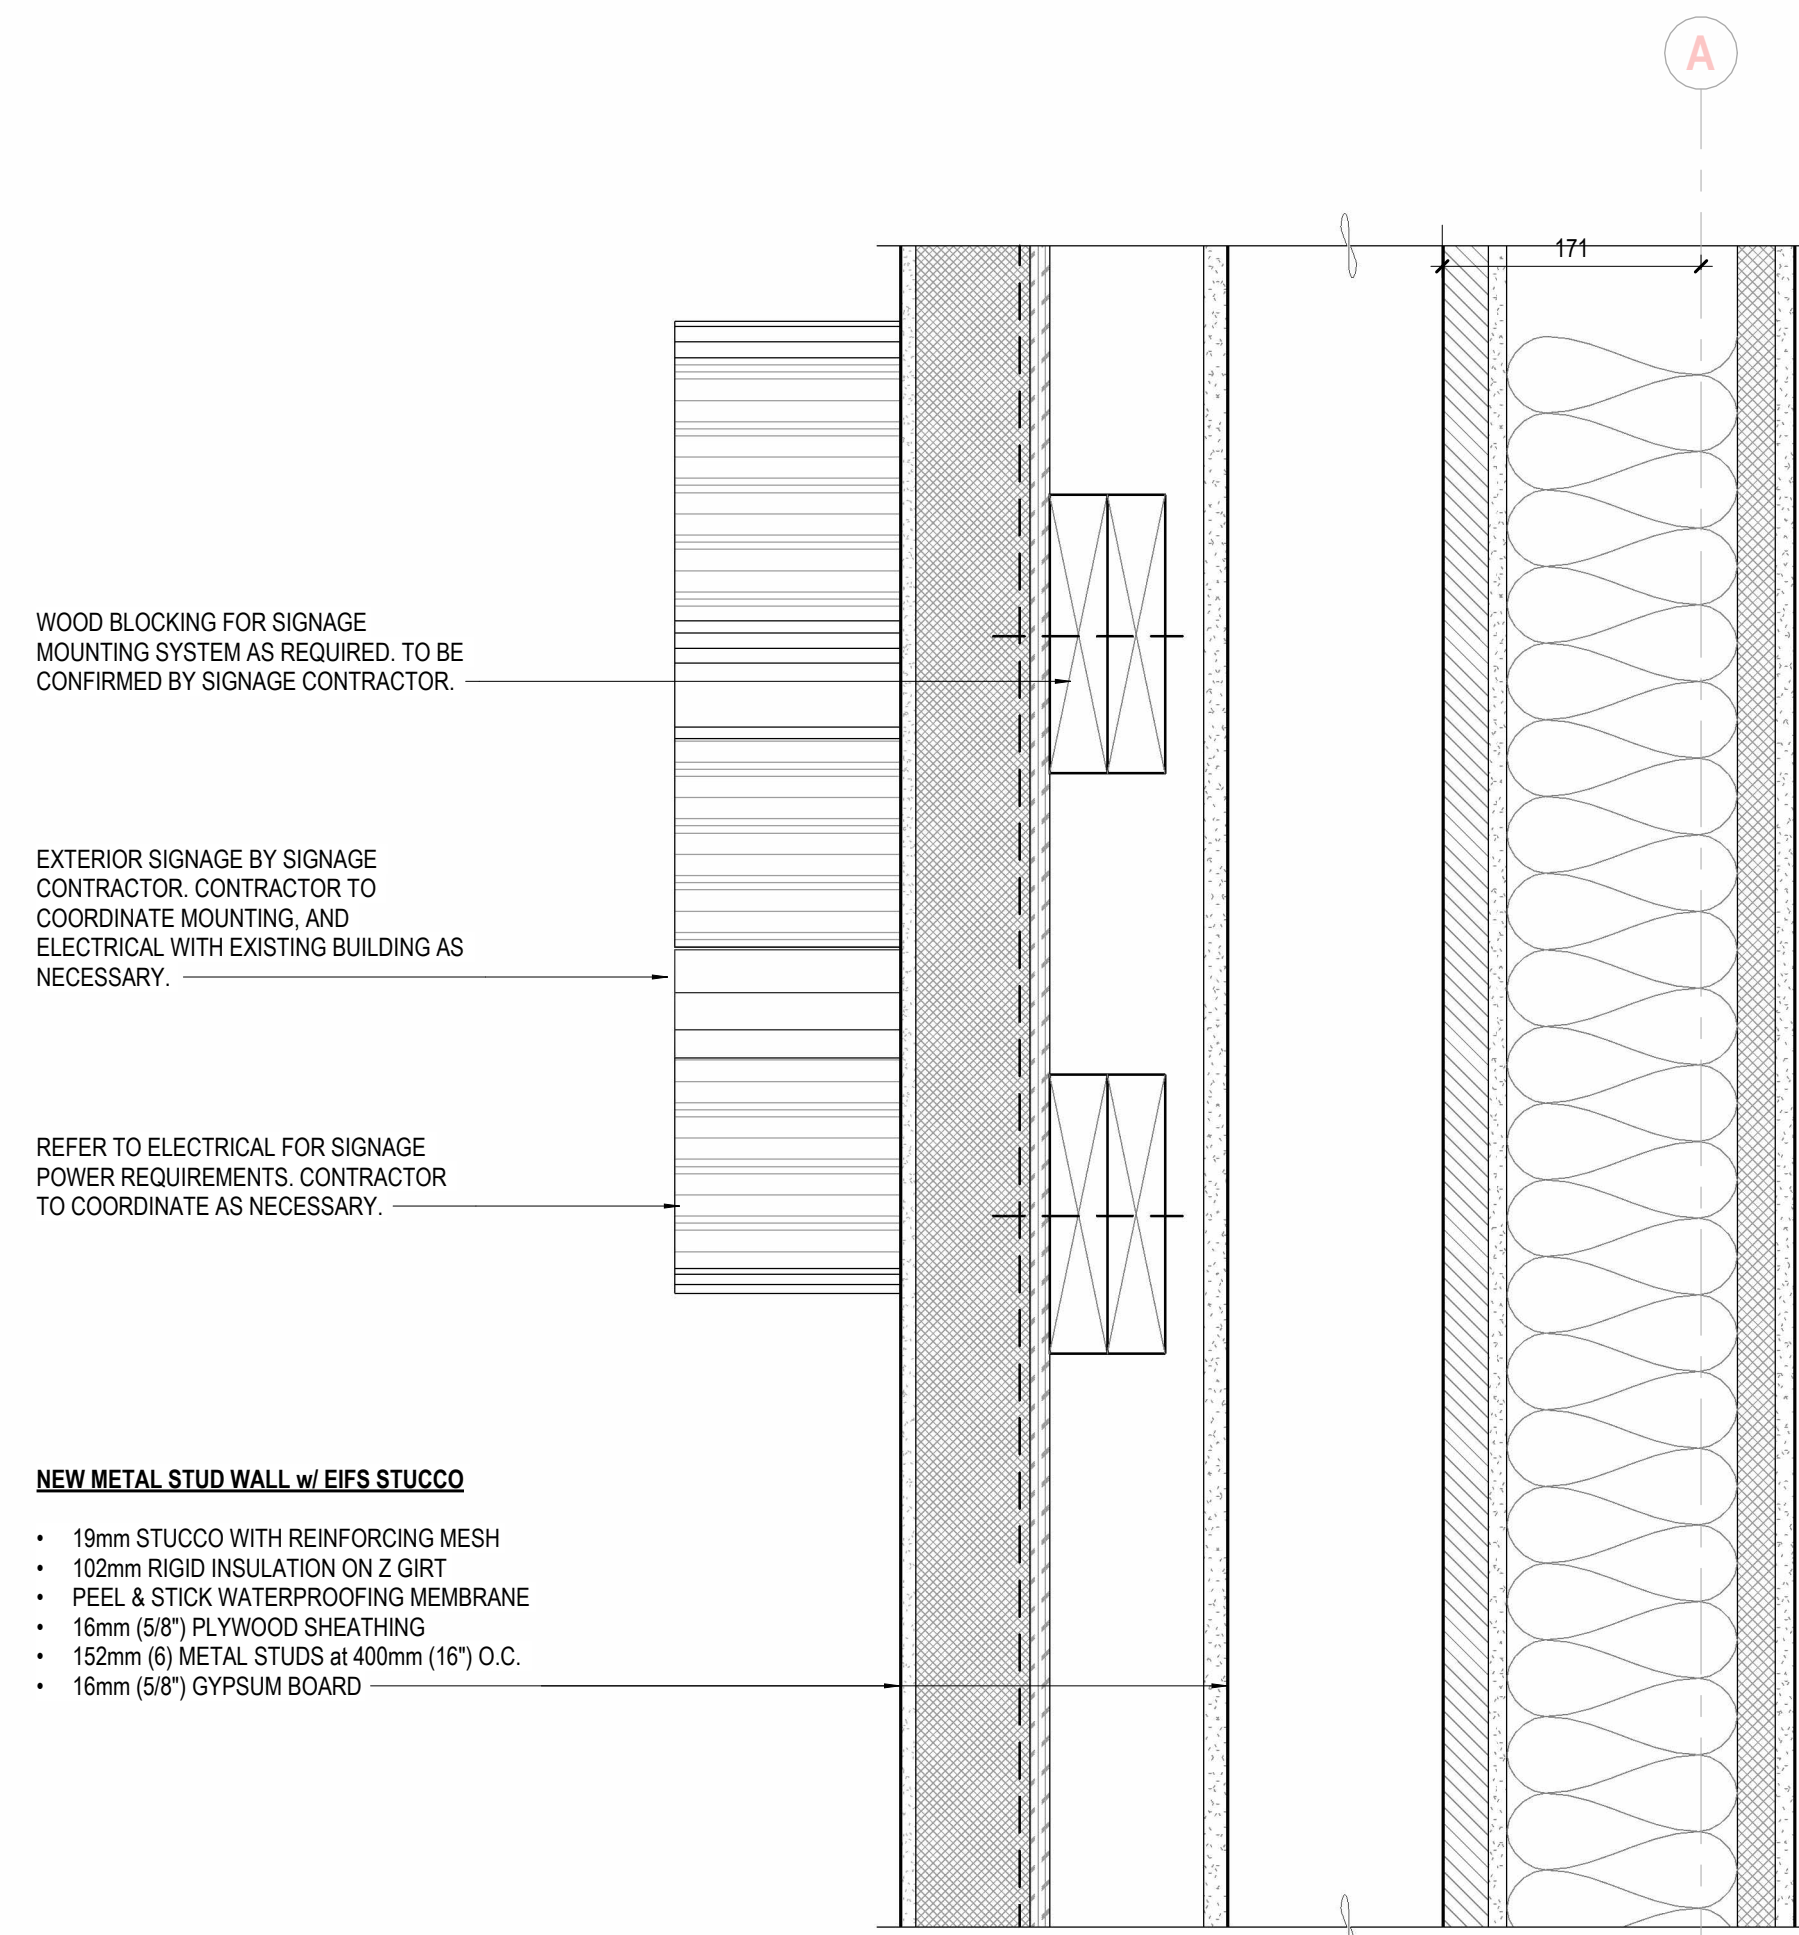 A
171
WOOD BLOCKING FOR SIGNAGE
MOUNTING SYSTEM AS REQUIRED. TO BE
CONFIRMED BY SIGNAGE CONTRACTOR.
EXTERIOR SIGNAGE BY SIGNAGE
CONTRACTOR. CONTRACTOR TO
COORDINATE MOUNTING, AND
ELECTRICAL WITH EXISTING BUILDING AS
NECESSARY.
REFER TO ELECTRICAL FOR SIGNAGE
POWER REQUIREMENTS. CONTRACTOR
TO COORDINATE AS NECESSARY.
NEW METAL STUD WALL w/ EIFS STUCCO
• 19mm STUCCO WITH REINFORCING MESH
• 102mm RIGID INSULATION ON Z GIRT
• PEEL & STICK WATERPROOFING MEMBRANE
• 16mm (5/8") PLYWOOD SHEATHING
• 152mm (6) METAL STUDS at 400mm (16") O.C.
• 16mm (5/8") GYPSUM BOARD